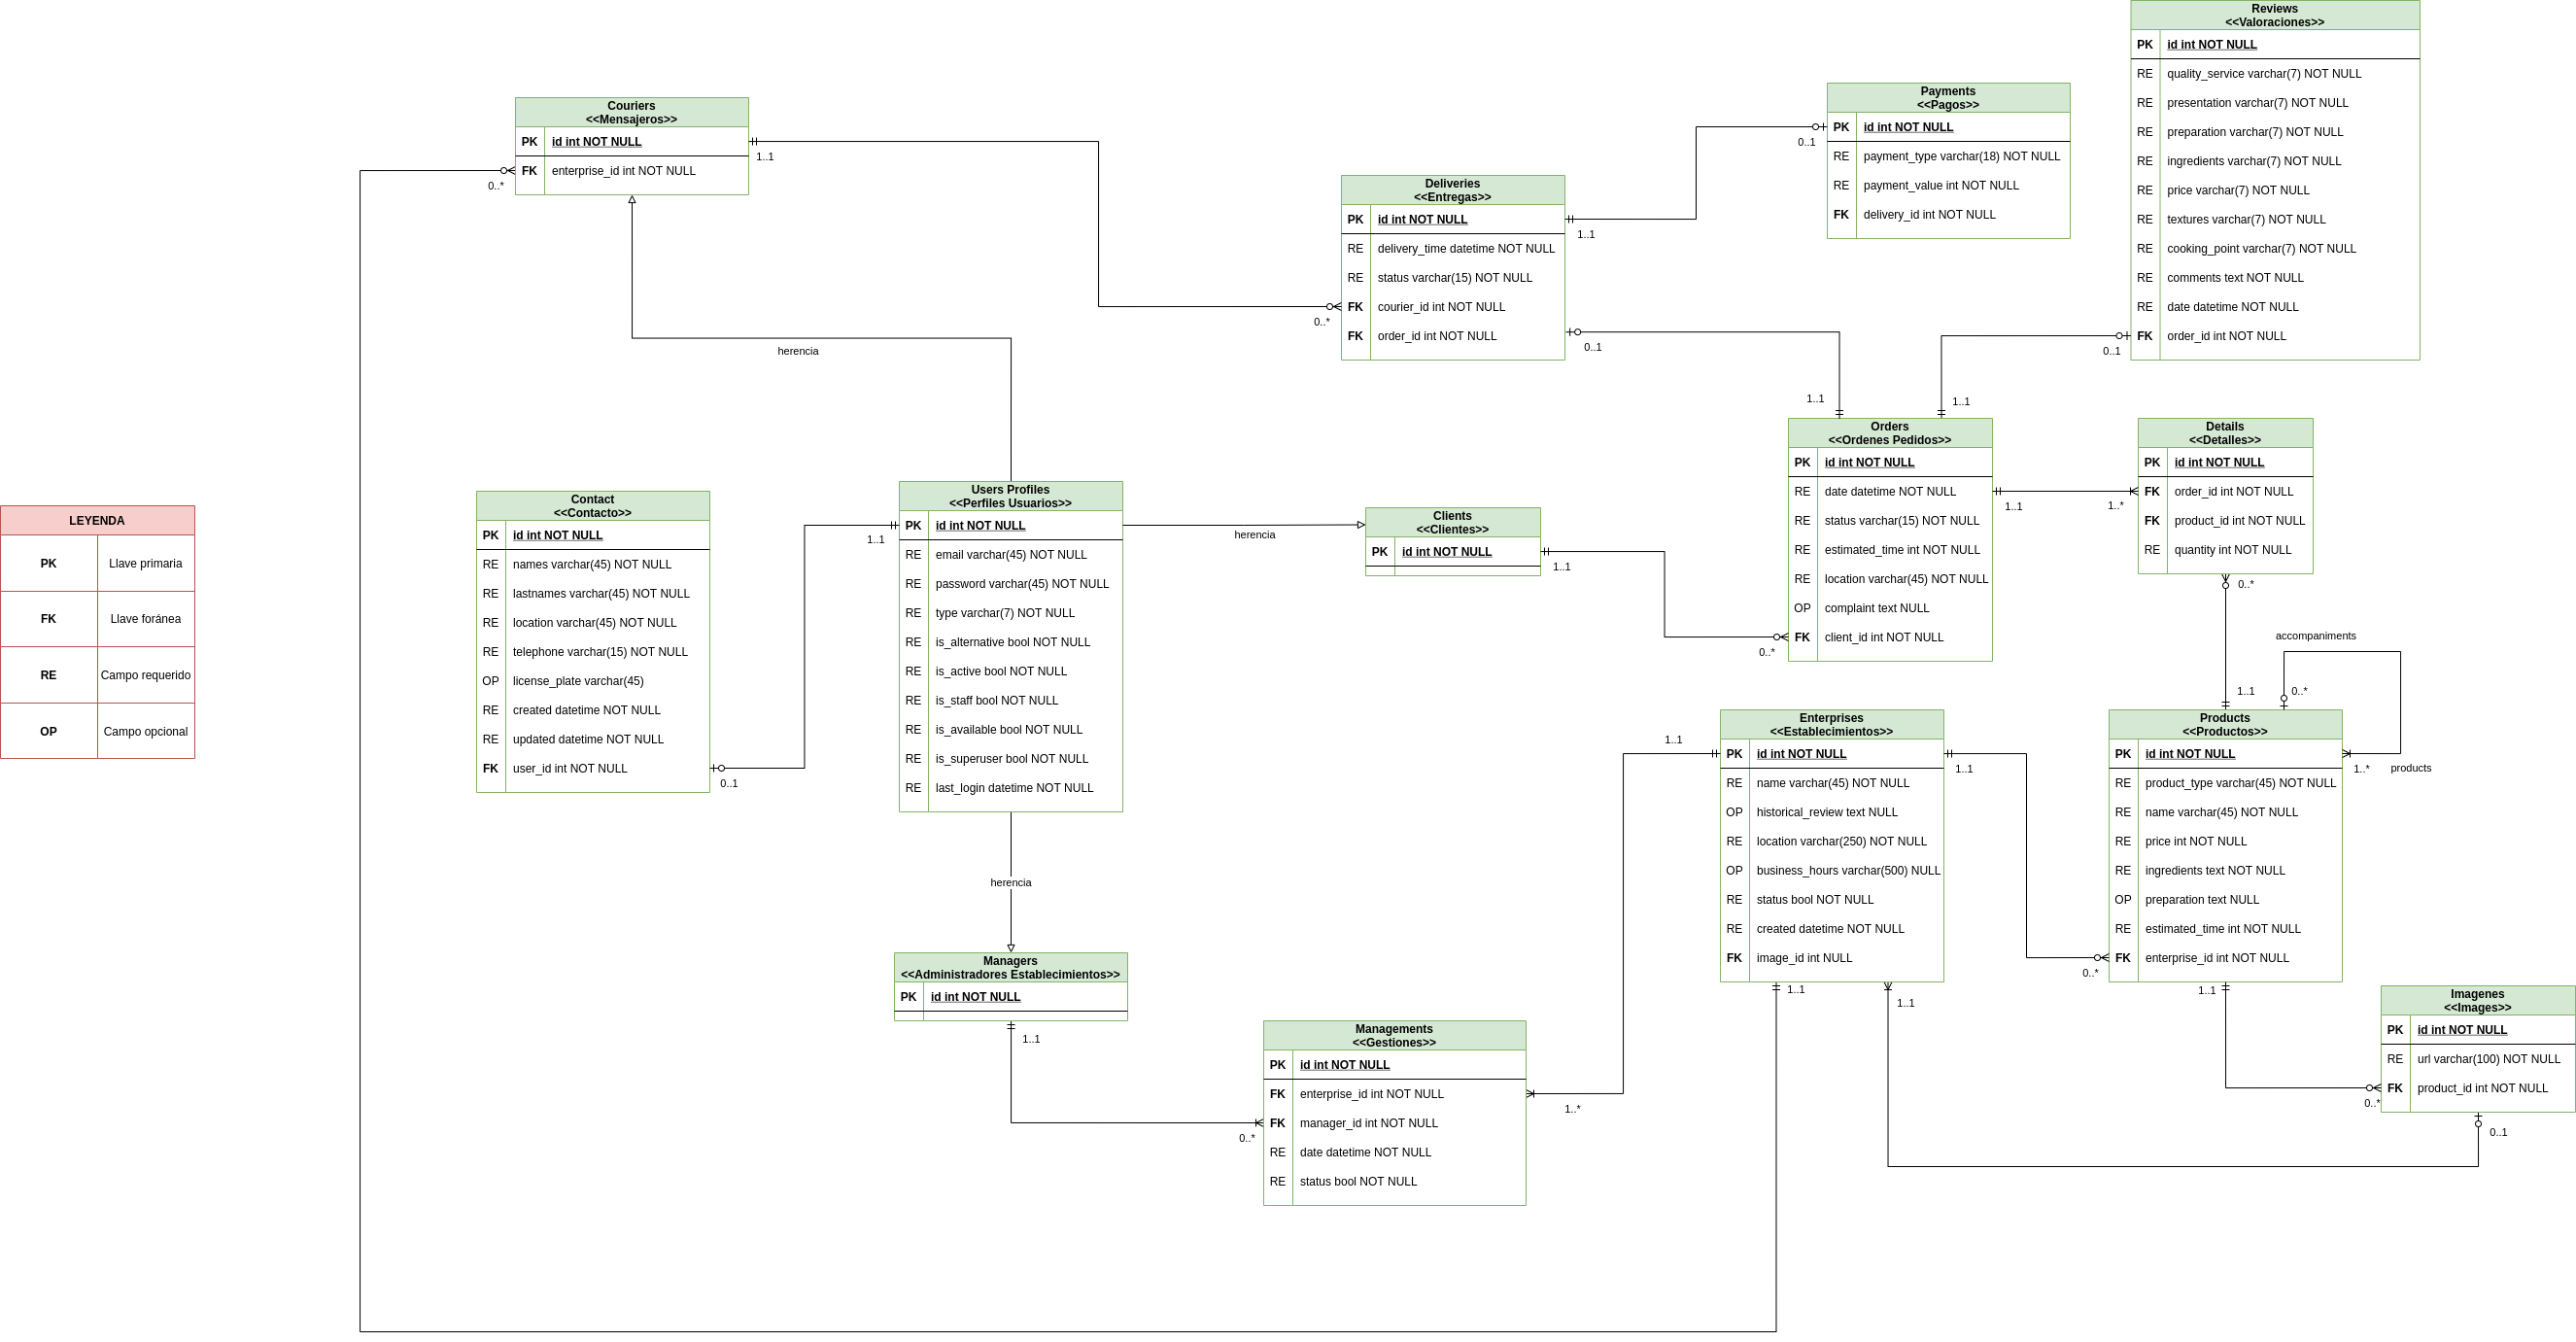 Reviews
<<Valoraciones>>
PK id int NOT NULL
RE quality_service varchar(7) NOT NULL
RE presentation varchar(7) NOT NULL
RE preparation varchar(7) NOT NULL
RE ingredients varchar(7) NOT NULL
RE price varchar(7) NOT NULL
RE textures varchar(7) NOT NULL
RE cooking_point varchar(7) NOT NULL
RE comments text NOT NULL
RE date datetime NOT NULL
FK order_id int NOT NULL
0..1
1..1
Payments
<<Pagos>>
PK id int NOT NULL
RE payment_type varchar(18) NOT NULL
RE payment_value int NOT NULL
FK delivery_id int NOT NULL
0..1
1..1
Couriers
<<Mensajeros>>
PK id int NOT NULL
FK enterprise_id int NOT NULL
1..1
0..*
Deliveries
<<Entregas>>
PK id int NOT NULL
RE delivery_time datetime NOT NULL
RE status varchar(15) NOT NULL
FK courier_id int NOT NULL
FK order_id int NOT NULL
0..*
0..1
1..1
herencia
Orders
<<Ordenes Pedidos>>
PK id int NOT NULL
RE date datetime NOT NULL
RE status varchar(15) NOT NULL
RE estimated_time int NOT NULL
RE location varchar(45) NOT NULL
OP complaint text NULL
FK client_id int NOT NULL
1..1
1..*
0..*
Details
<<Detalles>>
PK id int NOT NULL
FK order_id int NOT NULL
FK product_id int NOT NULL
RE quantity int NOT NULL
0..*
1..1
Users Profiles
<<Perfiles Usuarios>>
PK id int NOT NULL
RE email varchar(45) NOT NULL
RE password varchar(45) NOT NULL
RE type varchar(7) NOT NULL
RE is_alternative bool NOT NULL
RE is_active bool NOT NULL
RE is_staff bool NOT NULL
RE is_available bool NOT NULL
RE is_superuser bool NOT NULL
RE last_login datetime NOT NULL
1..1
herencia
herencia
Clients
<<Clientes>>
PK id int NOT NULL
1..1
Contact
<<Contacto>>
PK id int NOT NULL
RE names varchar(45) NOT NULL
RE lastnames varchar(45) NOT NULL
RE location varchar(45) NOT NULL
RE telephone varchar(15) NOT NULL
OP license_plate varchar(45)
RE created datetime NOT NULL
RE updated datetime NOT NULL
FK user_id int NOT NULL
0..1
LEYENDA
PK Llave primaria
FK Llave foránea
RE Campo requerido
OP Campo opcional
accompaniments
0..*
Enterprises
<<Establecimientos>>
PK id int NOT NULL
RE name varchar(45) NOT NULL
OP historical_review text NULL
RE location varchar(250) NOT NULL
OP business_hours varchar(500) NULL
RE status bool NOT NULL
RE created datetime NOT NULL
FK image_id int NULL
1..1
1..1
1..1
1..1
Products
<<Productos>>
PK id int NOT NULL
RE product_type varchar(45) NOT NULL
RE name varchar(45) NOT NULL
RE price int NOT NULL
RE ingredients text NOT NULL
OP preparation text NULL
RE estimated_time int NOT NULL
FK enterprise_id int NOT NULL
1..*
products
0..*
1..1
Managers
<<Administradores Establecimientos>>
PK id int NOT NULL
1..1
Imagenes
<<Images>>
PK id int NOT NULL
RE url varchar(100) NOT NULL
FK product_id int NOT NULL
0..*
0..1
Managements
<<Gestiones>>
PK id int NOT NULL
FK enterprise_id int NOT NULL
FK manager_id int NOT NULL
RE date datetime NOT NULL
RE status bool NOT NULL
1..*
0..*